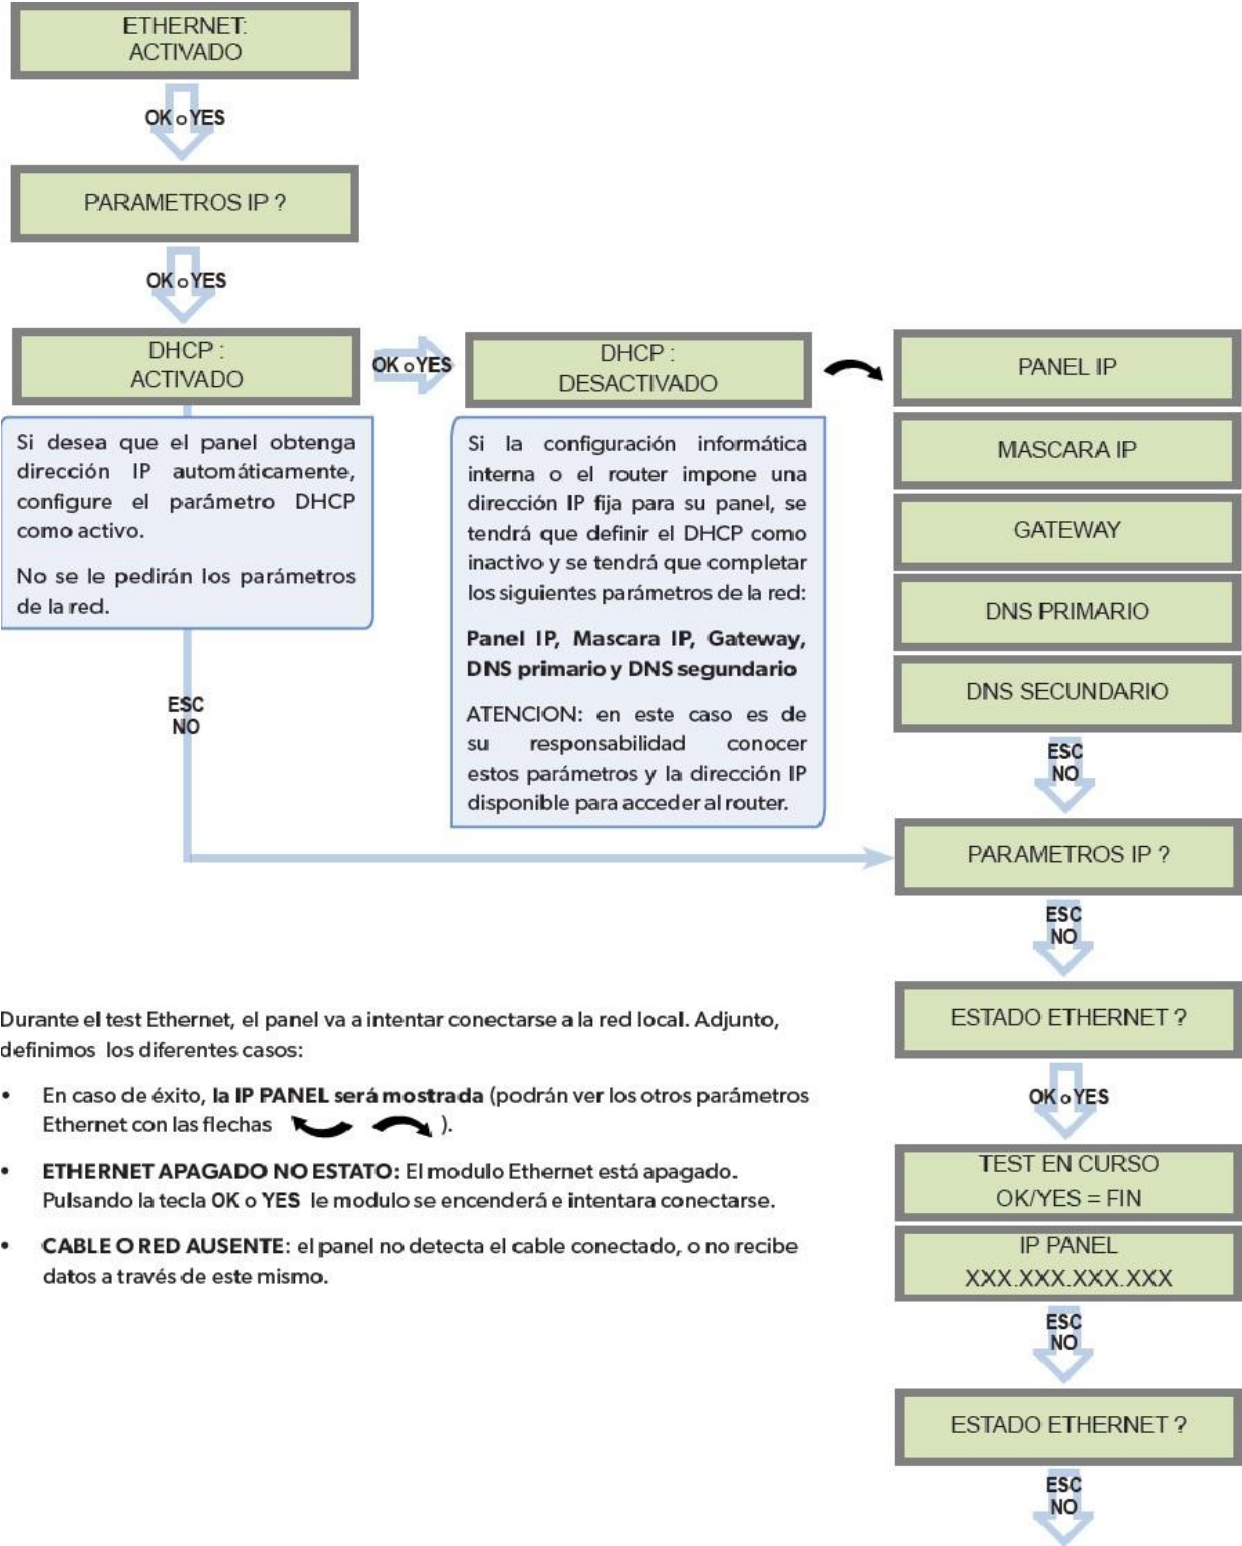 ETHERNET:
ACTIVADO
OK o YES
PARAMETROS IP ?
OK o YES
DHCP :
ACTIVADO
OK o YES
DHCP :
DESACTIVADO
PANEL IP
MASCARA IP
GATEWAY
DNS PRIMARIO
DNS SECUNDARIO
Si desea que el panel obtenga
dirección IP automáticamente,
configure el parámetro DHCP
como activo.
No se le pedirán los parámetros
de la red.
Si la configuración informática
interna o el router impone una
dirección IP fija para su panel, se
tendrá que definir el DHCP como
inactivo y se tendrá que completar
los siguientes parámetros de la red:
Panel IP, Mascara IP, Gateway,
DNS primario y DNS segundario
ATENCION: en este caso es de
su responsabilidad conocer
estos parámetros y la dirección IP
disponible para acceder al router.
ESC
NO
ESC
NO
PARAMETROS IP ?
ESC
NO
ESTADO ETHERNET ?
OK o YES
TEST EN CURSO
OK/YES = FIN
IP PANEL
XXX.XXX.XXX.XXX
ESC
NO
ESTADO ETHERNET ?
ESC
NO
Durante el test Ethernet, el panel va a intentar conectarse a la red local. Adjunto,
definimos los diferentes casos:
• En caso de éxito, la IP PANEL será mostrada (podrán ver los otros parámetros
Ethernet con las flechas ).
• ETHERNET APAGADO NO ESTATO: El modulo Ethernet está apagado.
Pulsando la tecla OK o YES le modulo se encenderá e intentara conectarse.
• CABLE O RED AUSENTE: el panel no detecta el cable conectado, o no recibe
datos a través de este mismo.